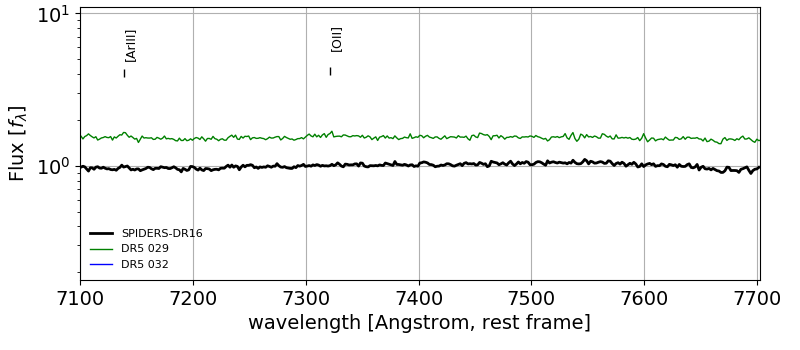 10¹
[ArIII]
[OII]
Flux [fλ]
10⁰
SPIDERS-DR16
DR5 029
DR5 032
7100 7200 7300 7400 7500 7600 7700
wavelength [Angstrom, rest frame]